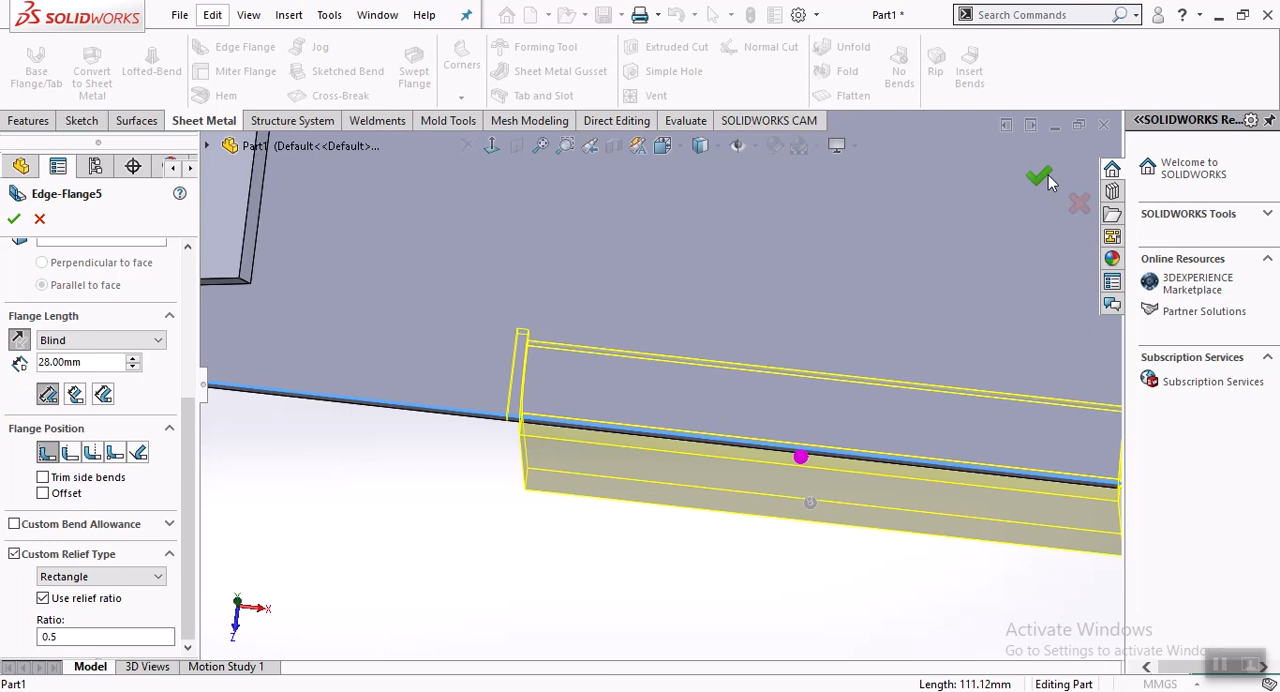 SOLIDWORKS
File Edit View Insert Tools Window Help
Part1 *
Search Commands
Base Flange/Tab
Convert to Sheet Metal
Lofted-Bend
Edge Flange
Miter Flange
Hem
Jog
Sketched Bend
Cross-Break
Swept Flange
Corners
Forming Tool
Sheet Metal Gusset
Tab and Slot
Extruded Cut
Simple Hole
Vent
Normal Cut
Unfold
Fold
Flatten
No Bends
Rip
Insert Bends
Features Sketch Surfaces Sheet Metal Structure System Weldments Mold Tools Mesh Modeling Direct Editing Evaluate SOLIDWORKS CAM
Part1 (Default<<Default>...
Edge-Flange5
Perpendicular to face
Parallel to face
Flange Length
Blind
28.00mm
Flange Position
Trim side bends
Offset
Custom Bend Allowance
Custom Relief Type
Rectangle
Use relief ratio
Ratio:
0.5
Y
X
Z
<<SOLIDWORKS Re...
Welcome to
SOLIDWORKS
SOLIDWORKS Tools
Online Resources
3DEXPERIENCE
Marketplace
Partner Solutions
Subscription Services
Subscription Services
Activate Windows
Go to Settings to activate Windows
Model 3D Views Motion Study 1
Part1
Length: 111.12mm Editing Part MMGS